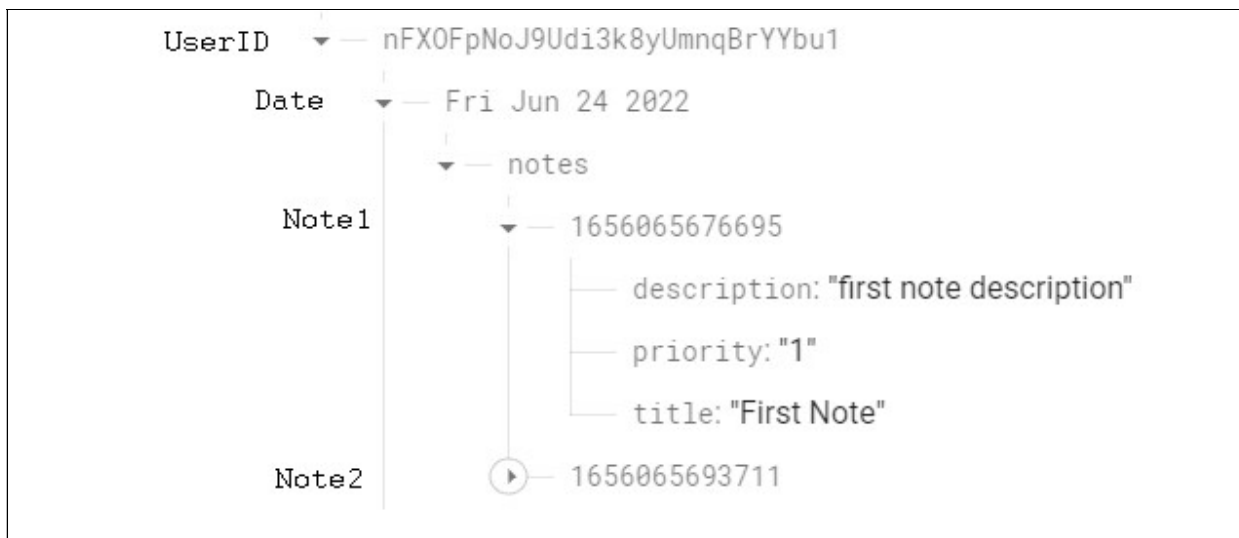 UserID nFXOFpNoJ9Udi3k8yUmnqBrYYbu1
Date Fri Jun 24 2022
notes
Note1 1656065676695
description: "first note description"
priority: "1"
title: "First Note"
Note2 1656065693711